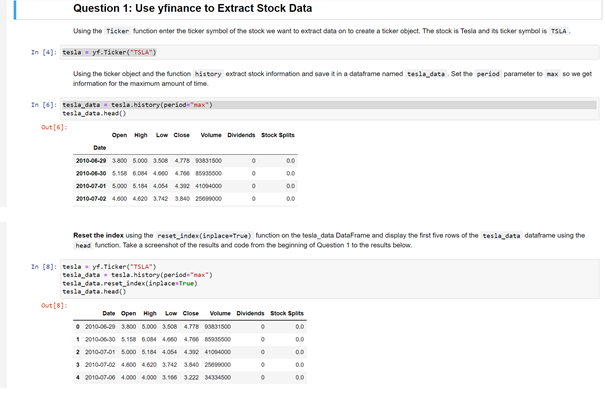 Question 1: Use yfinance to Extract Stock Data
Using the Ticker function enter the ticker symbol of the stock we want to extract data on to create a ticker object. The stock is Tesla and its ticker symbol is TSLA .
In [4]: tesla = yf.Ticker("TSLA")
Using the ticker object and the function history extract stock information and save it in a dataframe named tesla_data . Set the period parameter to max so we get
information for the maximum amount of time.
In [6]: tesla_data = tesla.history(period="max")
tesla_data.head()
Out[6]:
Open High Low Close Volume Dividends Stock Splits
Date
2010-06-29 3.800 5.000 3.508 4.778 93831500 0 0.0
2010-06-30 5.158 6.084 4.660 4.766 85935500 0 0.0
2010-07-01 5.000 5.184 4.054 4.392 41094000 0 0.0
2010-07-02 4.600 4.620 3.742 3.840 25699000 0 0.0
Reset the index using the reset_index(inplace=True) function on the tesla_data DataFrame and display the first five rows of the tesla_data dataframe using the
head function. Take a screenshot of the results and code from the beginning of Question 1 to the results below.
In [8]: tesla = yf.Ticker("TSLA")
tesla_data = tesla.history(period="max")
tesla_data.reset_index(inplace=True)
tesla_data.head()
Out[8]:
Date Open High Low Close Volume Dividends Stock Splits
0 2010-06-29 3.800 5.000 3.508 4.778 93831500 0 0.0
1 2010-06-30 5.158 6.084 4.660 4.766 85935500 0 0.0
2 2010-07-01 5.000 5.184 4.054 4.392 41094000 0 0.0
3 2010-07-02 4.600 4.620 3.742 3.840 25699000 0 0.0
4 2010-07-06 4.000 4.000 3.166 3.222 34334500 0 0.0